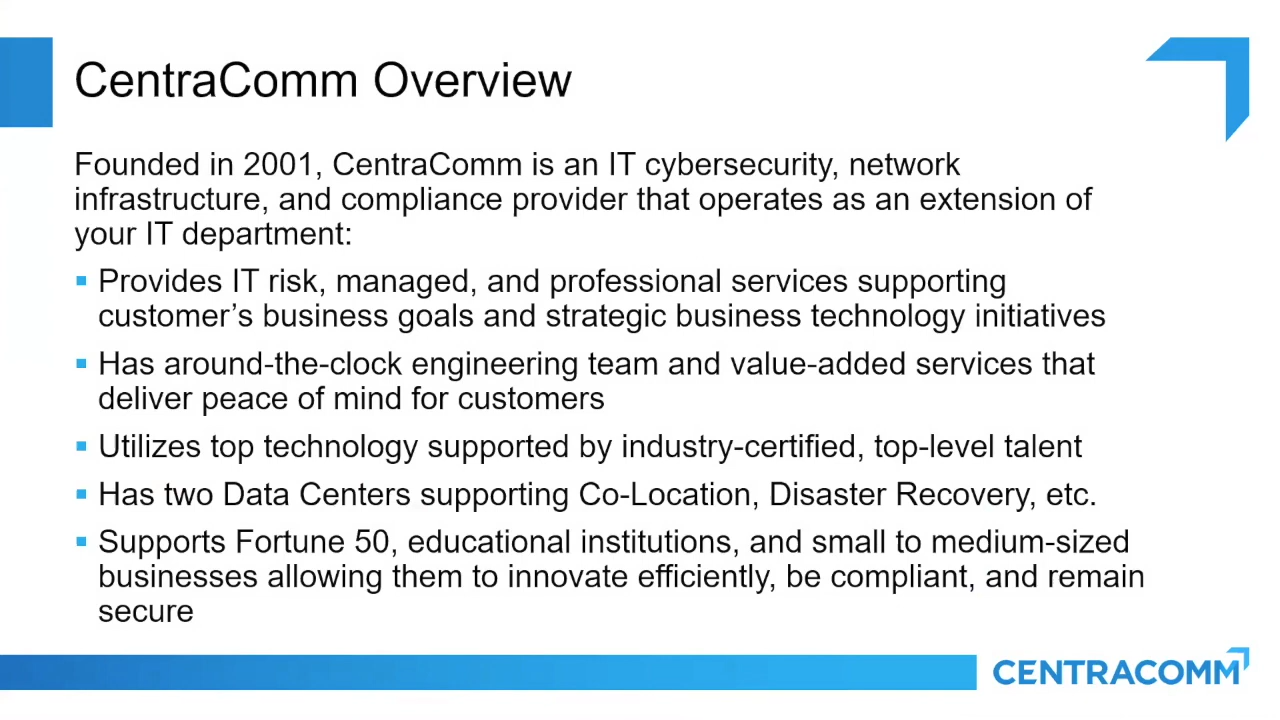 CentraComm Overview
Founded in 2001, CentraComm is an IT cybersecurity, network
infrastructure, and compliance provider that operates as an extension of
your IT department:
▪ Provides IT risk, managed, and professional services supporting
customer’s business goals and strategic business technology initiatives
▪ Has around-the-clock engineering team and value-added services that
deliver peace of mind for customers
▪ Utilizes top technology supported by industry-certified, top-level talent
▪ Has two Data Centers supporting Co-Location, Disaster Recovery, etc.
▪ Supports Fortune 50, educational institutions, and small to medium-sized
businesses allowing them to innovate efficiently, be compliant, and remain
secure
CENTRACOMM